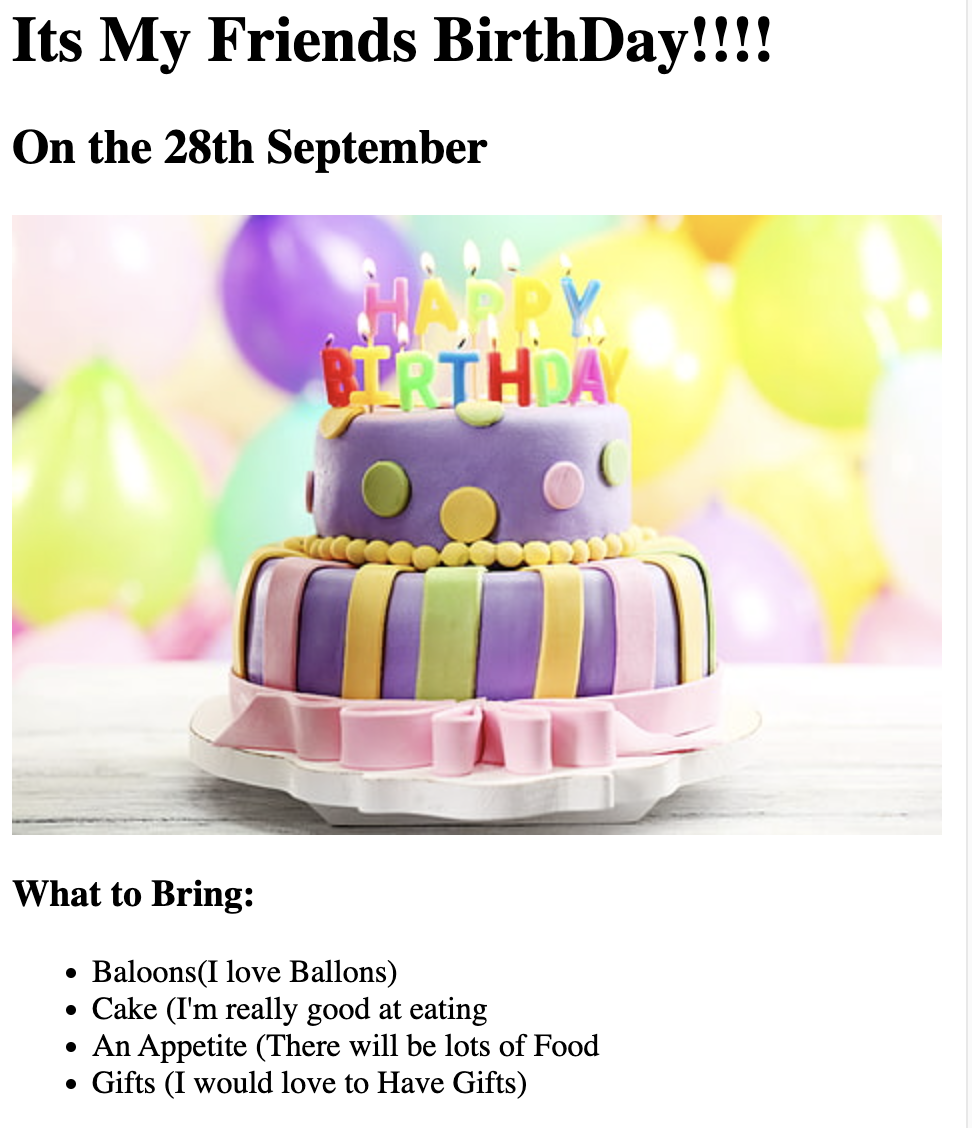 Its My Friends BirthDay!!!!
On the 28th September
HAPPY
BIRTHDAY
What to Bring:
Baloons(I love Ballons)
Cake (I'm really good at eating
An Appetite (There will be lots of Food
Gifts (I would love to Have Gifts)